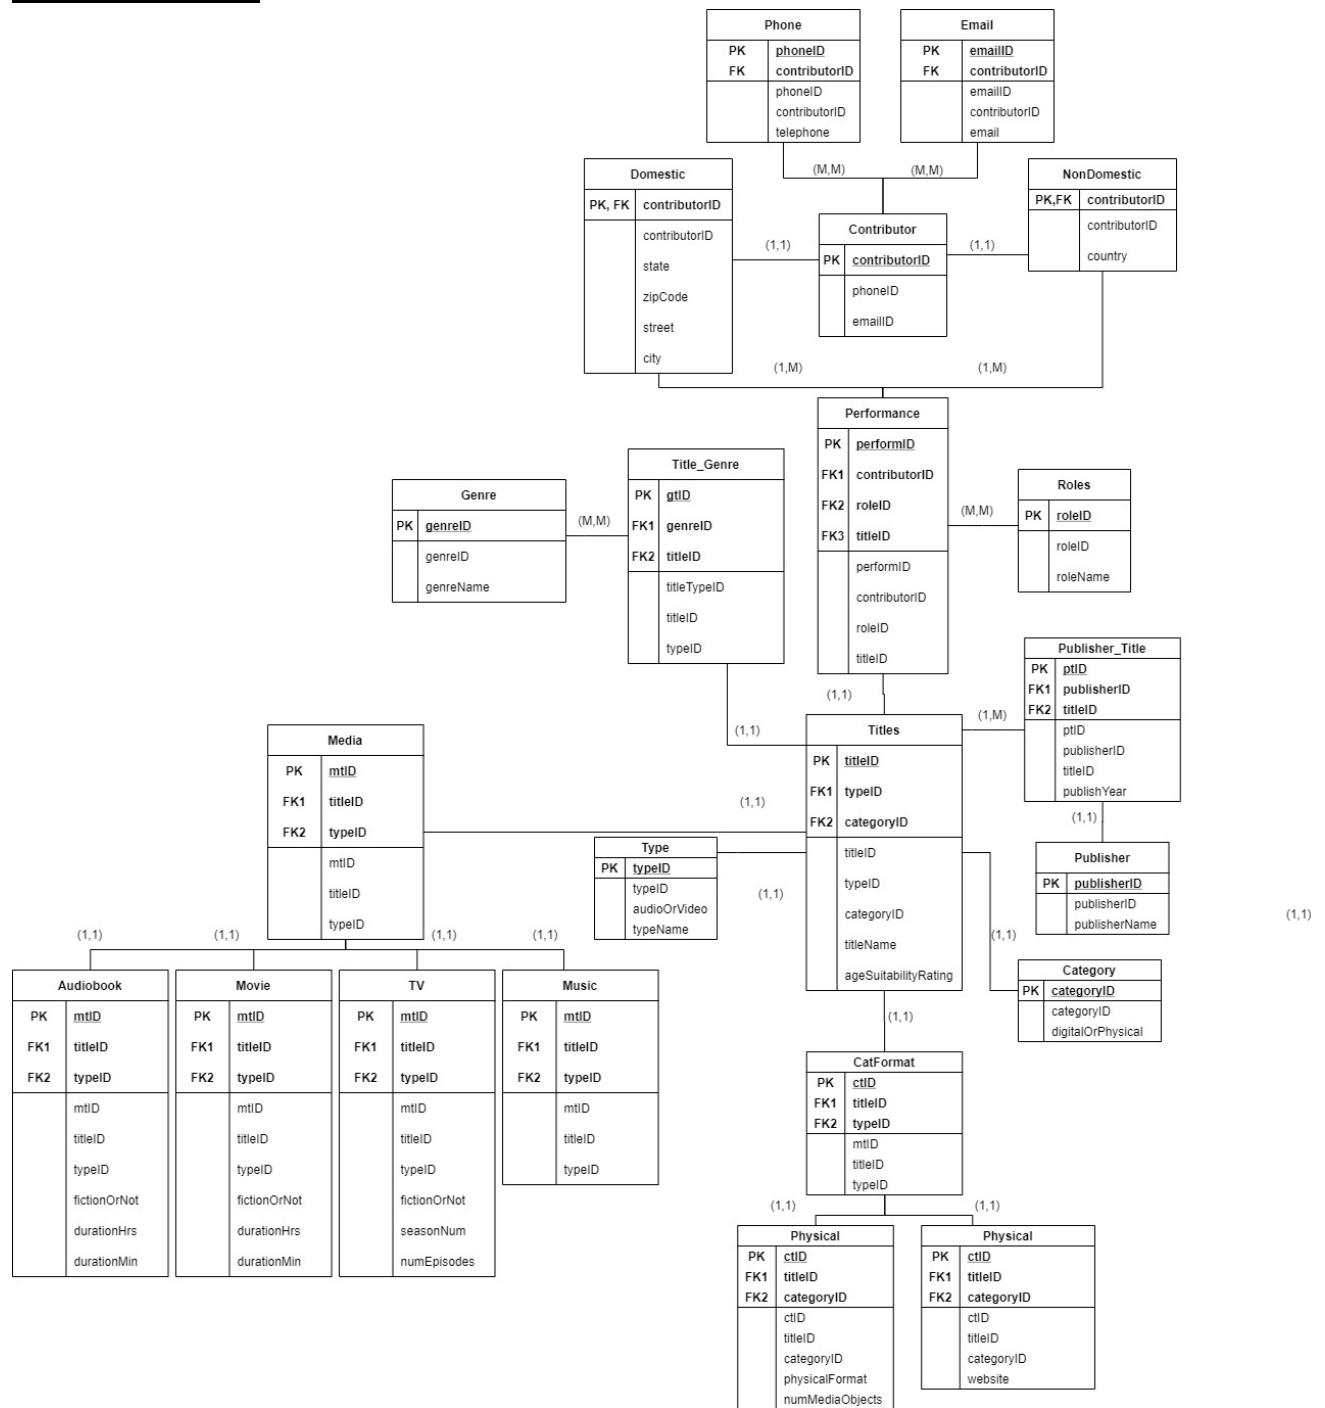 Phone
PK phoneID
FK contributorID
phoneID
contributorID
telephone
Email
PK emailID
FK contributorID
emailID
contributorID
email
(M,M)
(M,M)
Domestic
PK, FK contributorID
contributorID
state
zipCode
street
city
(1,1)
Contributor
PK contributorID
phoneID
emailID
(1,1)
NonDomestic
PK,FK contributorID
contributorID
country
(1,M)
(1,M)
Performance
PK performID
FK1 contributorID
FK2 roleID
FK3 titleID
performID
contributorID
roleID
titleID
Title_Genre
PK gtID
FK1 genreID
FK2 titleID
titleTypeID
titleID
typeID
Genre
PK genreID
genreID
genreName
(M,M)
(M,M)
Roles
PK roleID
roleID
roleName
Publisher_Title
PK ptID
FK1 publisherID
FK2 titleID
ptID
publisherID
titleID
publishYear
(1,1)
(1,M)
(1,1)
Titles
PK titleID
FK1 typeID
FK2 categoryID
titleID
typeID
categoryID
titleName
ageSuitabilityRating
Media
PK mtID
FK1 titleID
FK2 typeID
mtID
titleID
typeID
(1,1)
Type
PK typeID
typeID
audioOrVideo
typeName
(1,1)
(1,1)
Publisher
PK publisherID
publisherID
publisherName
(1,1)
(1,1)
Category
PK categoryID
categoryID
digitalOrPhysical
(1,1)
(1,1)
(1,1)
(1,1)
Audiobook
PK mtID
FK1 titleID
FK2 typeID
mtID
titleID
typeID
fictionOrNot
durationHrs
durationMin
Movie
PK mtID
FK1 titleID
FK2 typeID
mtID
titleID
typeID
fictionOrNot
durationHrs
durationMin
TV
PK mtID
FK1 titleID
FK2 typeID
mtID
titleID
typeID
fictionOrNot
seasonNum
numEpisodes
Music
PK mtID
FK1 titleID
FK2 typeID
mtID
titleID
typeID
(1,1)
CatFormat
PK ctID
FK1 titleID
FK2 typeID
mtID
titleID
typeID
(1,1)
(1,1)
Physical
PK ctID
FK1 titleID
FK2 categoryID
ctID
titleID
categoryID
physicalFormat
numMediaObjects
Physical
PK ctID
FK1 titleID
FK2 categoryID
ctID
titleID
categoryID
website